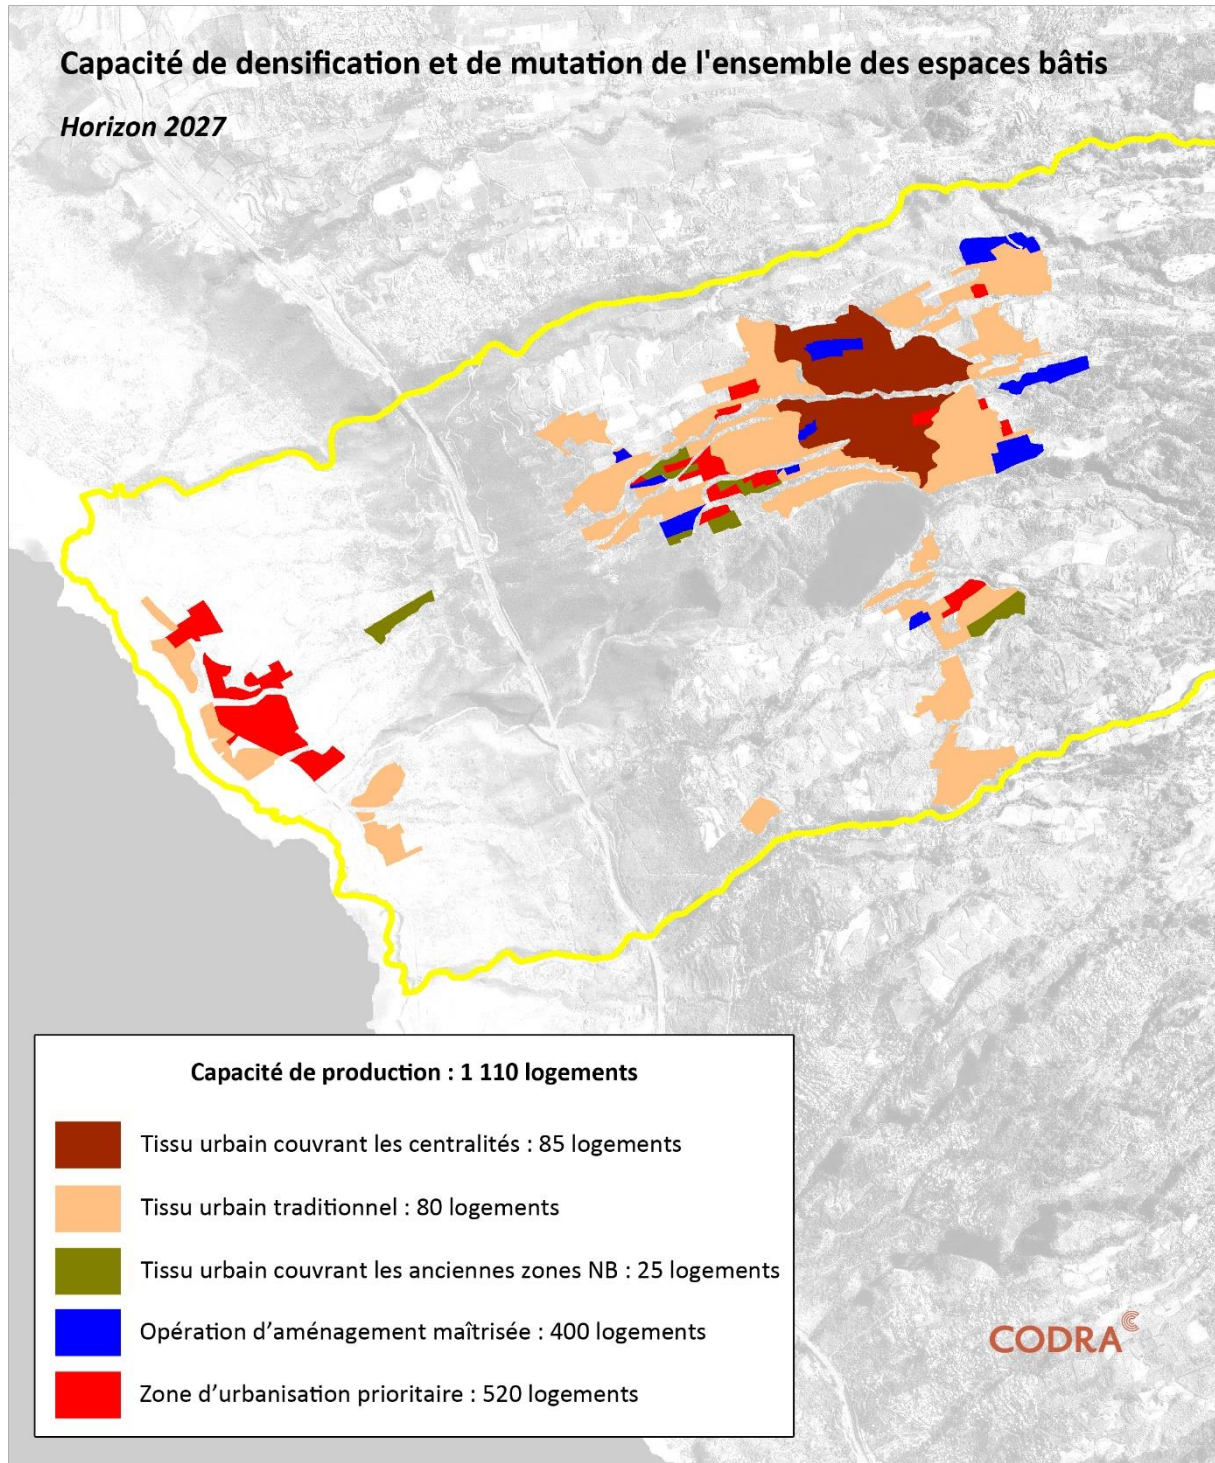 Capacité de densification et de mutation de l'ensemble des espaces bâtis
Horizon 2027
Capacité de production : 1 110 logements
Tissu urbain couvrant les centralités : 85 logements
Tissu urbain traditionnel : 80 logements
Tissu urbain couvrant les anciennes zones NB : 25 logements
Opération d’aménagement maîtrisée : 400 logements
Zone d’urbanisation prioritaire : 520 logements
CODRA